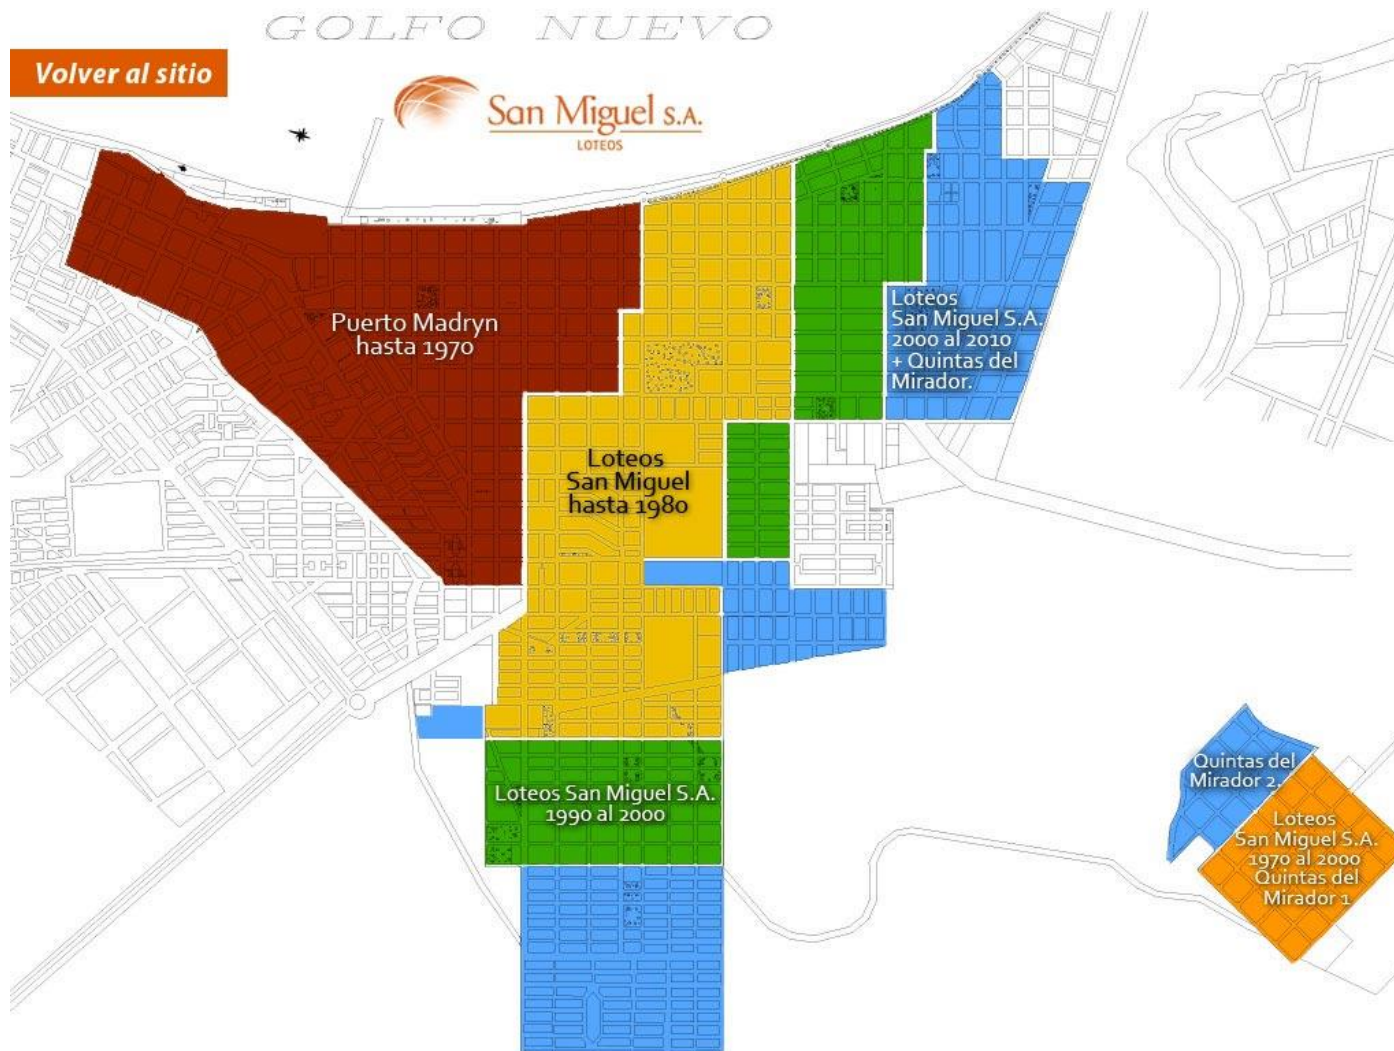 GOLFO NUEVO
Volver al sitio
San Miguel S.A.
LOTEOS
Puerto Madryn
hasta 1970
Loteos
San Miguel S.A.
2000 al 2010
+ Quintas del
Mirador.
Loteos
San Miguel
hasta 1980
Loteos San Miguel S.A.
1990 al 2000
Quintas del
Mirador 2.
Loteos
San Miguel S.A.
1970 al 2000
Quintas del
Mirador 1